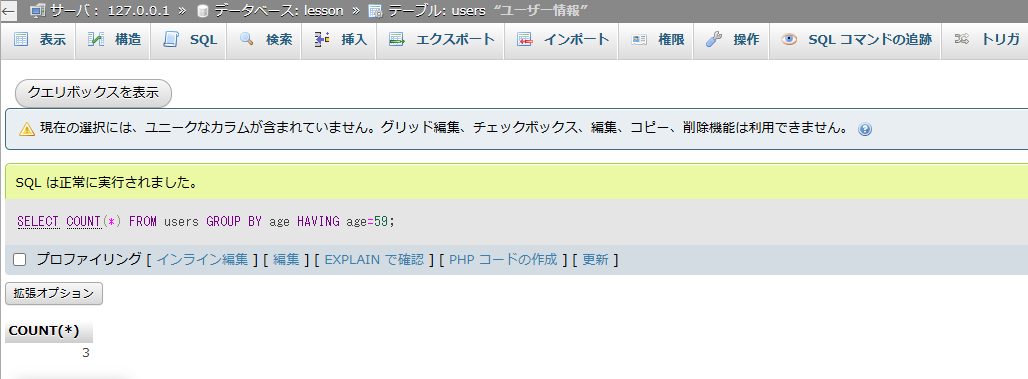 ← サーバ : 127.0.0.1 » データベース: lesson » テーブル: users “ユーザー情報”
表示 構造 SQL 検索 挿入 エクスポート インポート 権限 操作 SQL コマンドの追跡 トリガ
クエリボックスを表示
現在の選択には、ユニークなカラムが含まれていません。グリッド編集、チェックボックス、編集、コピー、削除機能は利用できません。
SQL は正常に実行されました。
SELECT COUNT(*) FROM users GROUP BY age HAVING age=59;
プロファイリング [ インライン編集 ] [ 編集 ] [ EXPLAIN で確認 ] [ PHP コードの作成 ] [ 更新 ]
拡張オプション
COUNT(*)
3